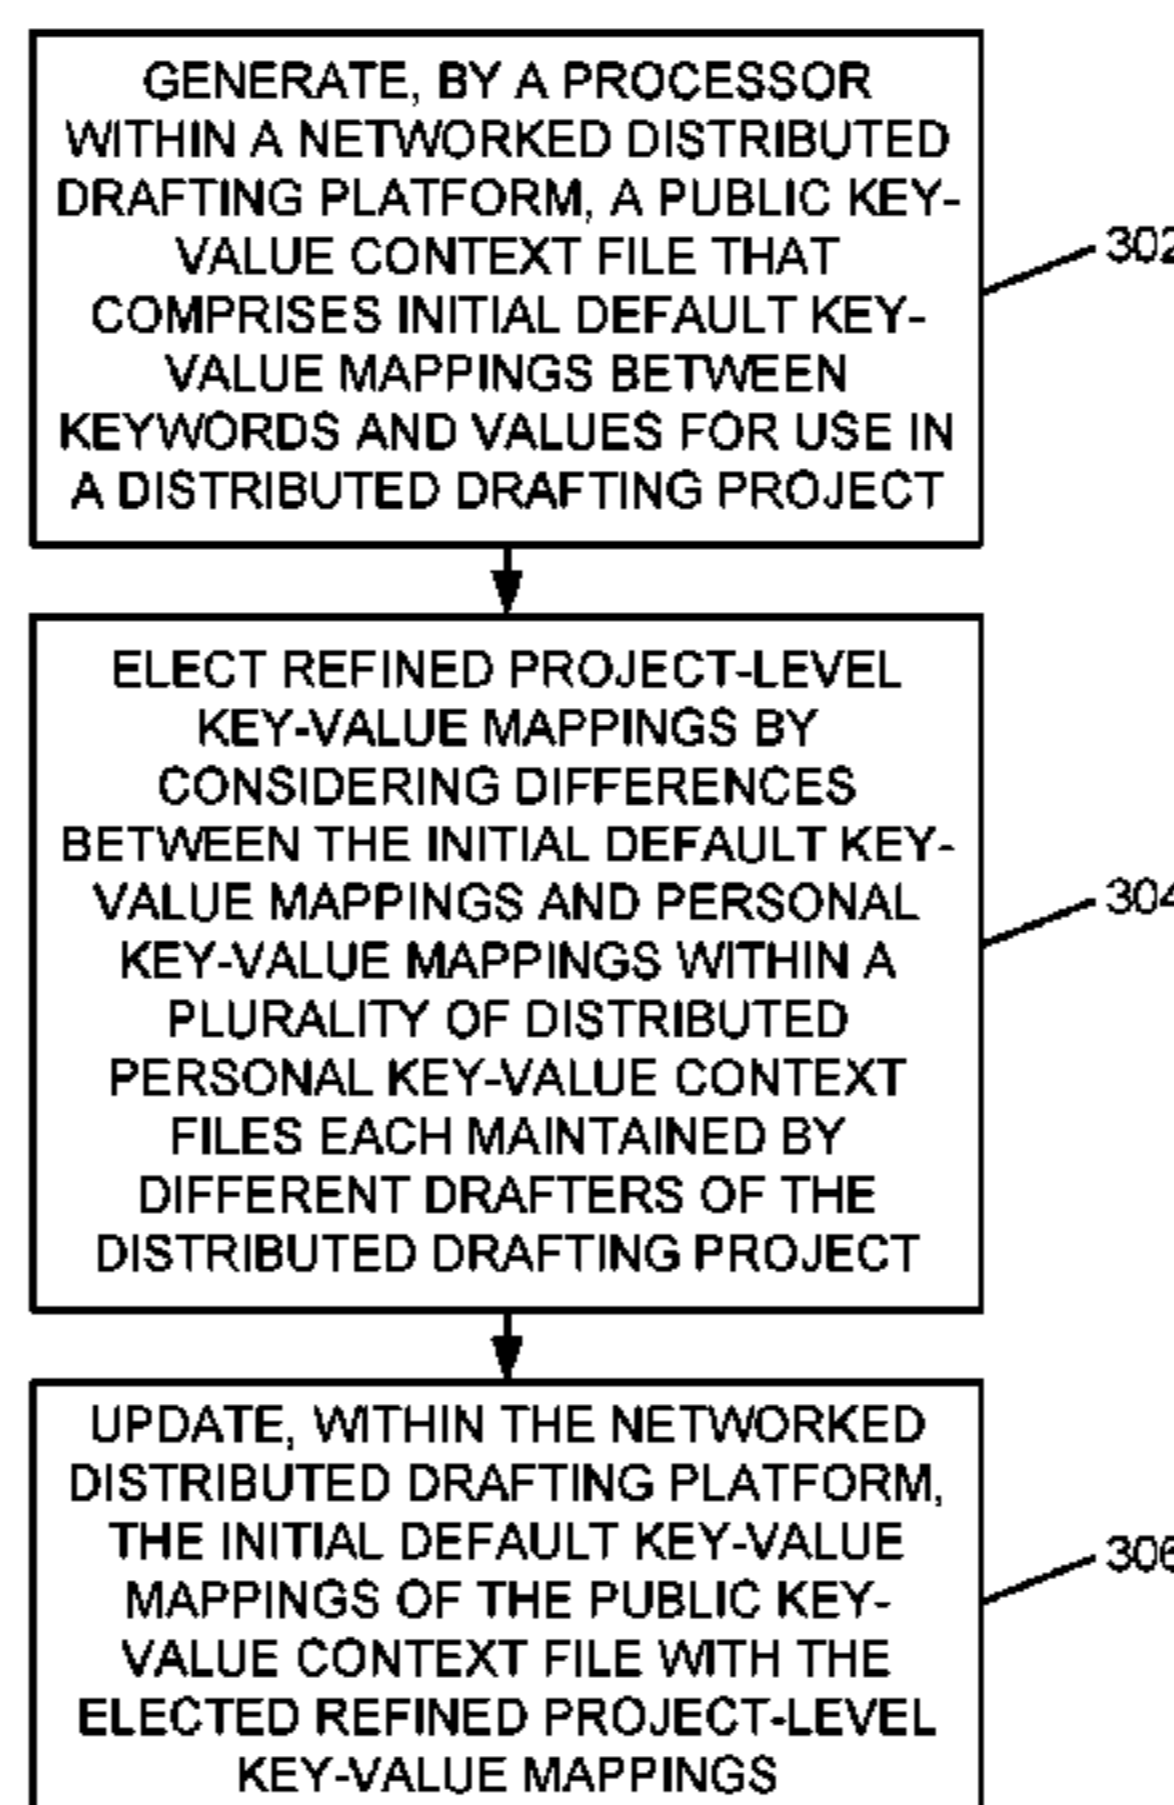 GENERATE, BY A PROCESSOR
WITHIN A NETWORKED DISTRIBUTED
DRAFTING PLATFORM, A PUBLIC KEY-
VALUE CONTEXT FILE THAT
COMPRISES INITIAL DEFAULT KEY-
VALUE MAPPINGS BETWEEN
KEYWORDS AND VALUES FOR USE IN
A DISTRIBUTED DRAFTING PROJECT
302
ELECT REFINED PROJECT-LEVEL
KEY-VALUE MAPPINGS BY
CONSIDERING DIFFERENCES
BETWEEN THE INITIAL DEFAULT KEY-
VALUE MAPPINGS AND PERSONAL
KEY-VALUE MAPPINGS WITHIN A
PLURALITY OF DISTRIBUTED
PERSONAL KEY-VALUE CONTEXT
FILES EACH MAINTAINED BY
DIFFERENT DRAFTERS OF THE
DISTRIBUTED DRAFTING PROJECT
304
UPDATE, WITHIN THE NETWORKED
DISTRIBUTED DRAFTING PLATFORM,
THE INITIAL DEFAULT KEY-VALUE
MAPPINGS OF THE PUBLIC KEY-
VALUE CONTEXT FILE WITH THE
ELECTED REFINED PROJECT-LEVEL
KEY-VALUE MAPPINGS
306